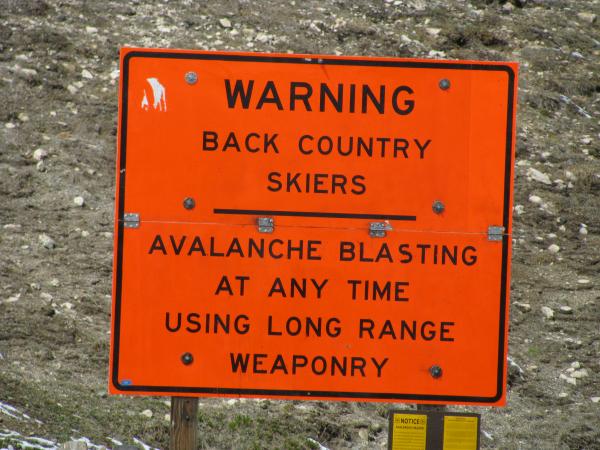 WARNING
BACK COUNTRY
SKIERS
AVALANCHE BLASTING
AT ANY TIME
USING LONG RANGE
WEAPONRY
NOTICE